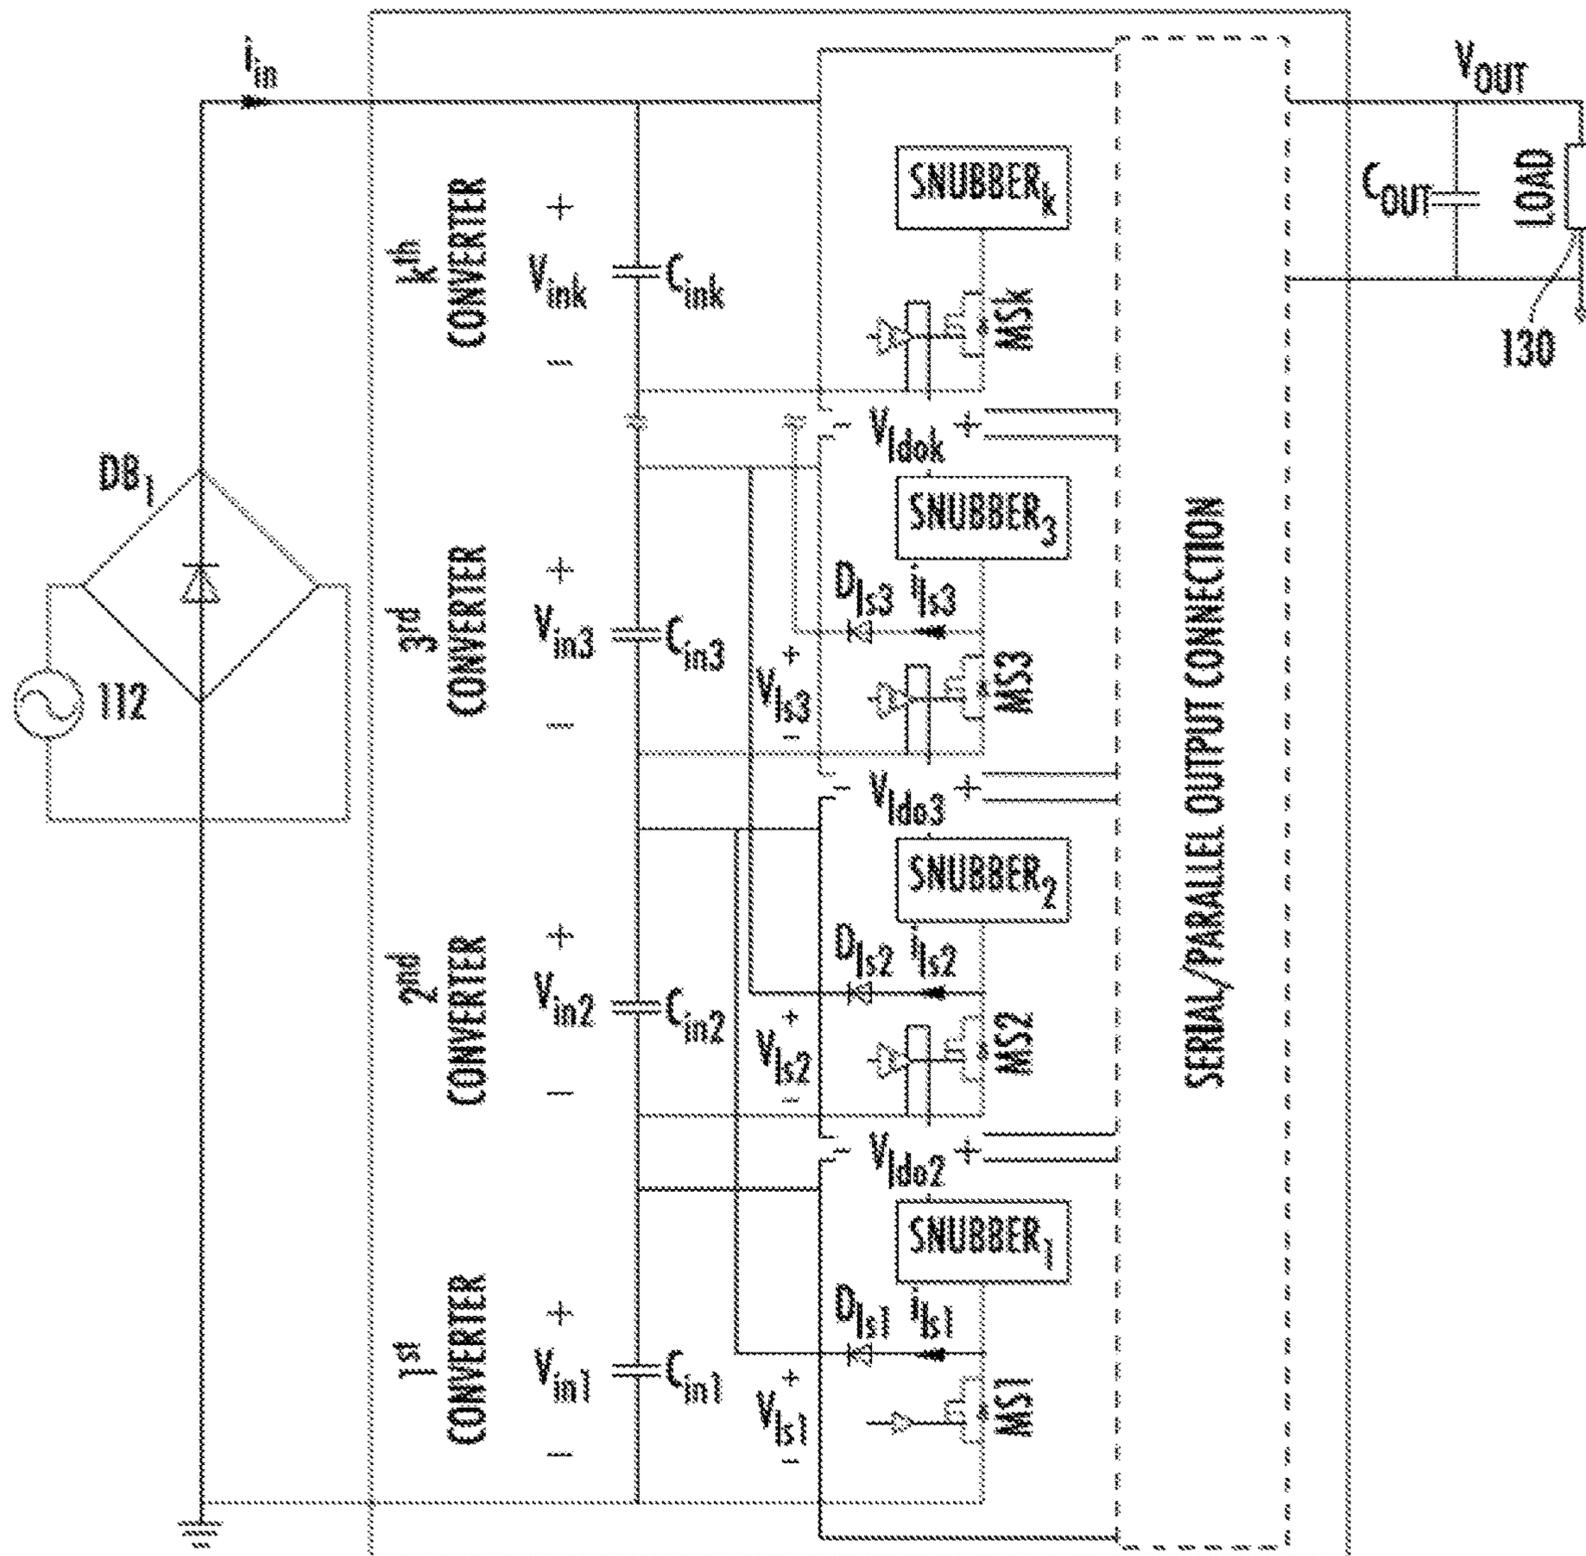 i_in
V_OUT
k^th
CONVERTER
+
V_ink
−
C_ink
SNUBBER_k
MSk
C_OUT
LOAD
130
DB_1
112
− V_ldok +
3^rd
CONVERTER
+
V_in3
−
C_in3
SNUBBER_3
D_ls3
i_ls3
+
V_ls3
−
MS3
− V_ldo3 +
2^nd
CONVERTER
+
V_in2
−
C_in2
SNUBBER_2
D_ls2
i_ls2
+
V_ls2
−
MS2
− V_ldo2 +
1^st
CONVERTER
+
V_in1
−
C_in1
SNUBBER_1
D_ls1
i_ls1
+
V_ls1
−
MS1
SERIAL/PARALLEL OUTPUT CONNECTION